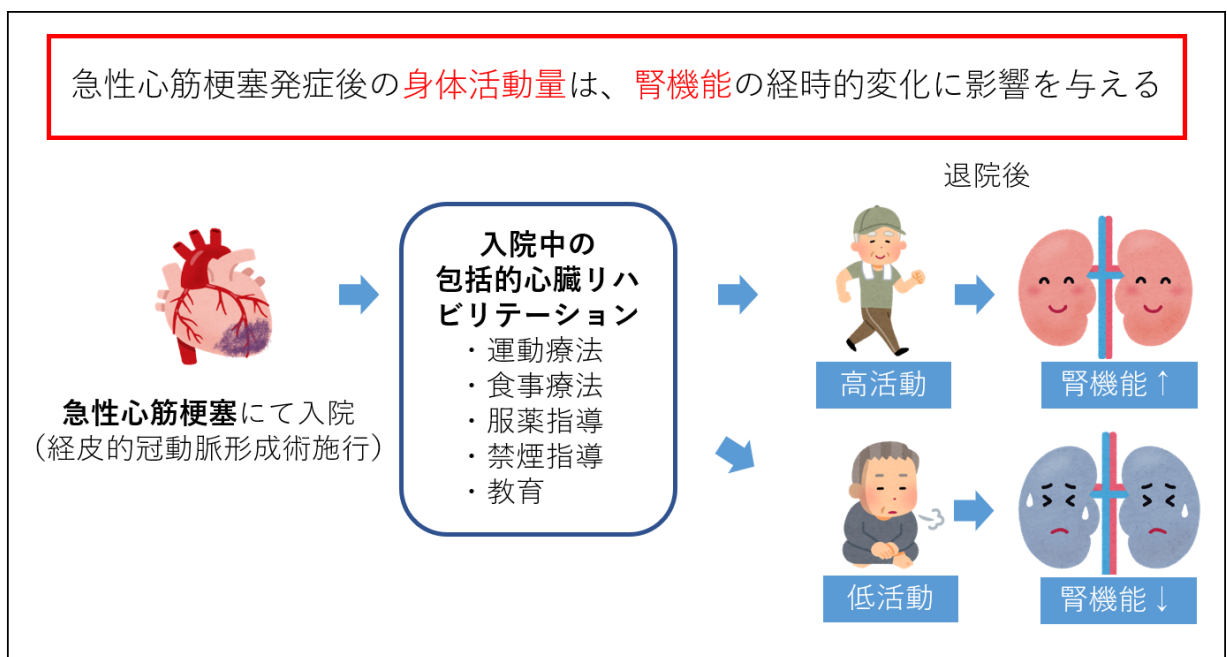 急性心筋梗塞発症後の身体活動量は、腎機能の経時的変化に影響を与える
急性心筋梗塞にて入院
（経皮的冠動脈形成術施行）
入院中の
包括的心臓リハ
ビリテーション
・運動療法
・食事療法
・服薬指導
・禁煙指導
・教育
退院後
高活動
腎機能↑
低活動
腎機能↓